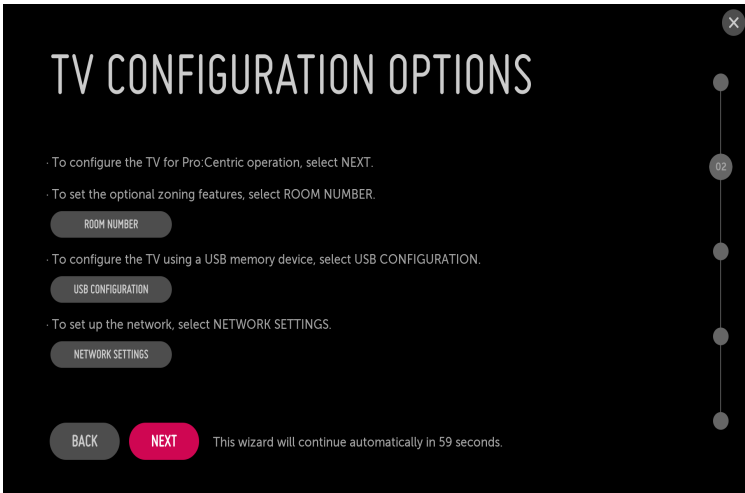 TV CONFIGURATION OPTIONS
· To configure the TV for Pro:Centric operation, select NEXT.
02
· To set the optional zoning features, select ROOM NUMBER.
ROOM NUMBER
· To configure the TV using a USB memory device, select USB CONFIGURATION.
USB CONFIGURATION
· To set up the network, select NETWORK SETTINGS.
NETWORK SETTINGS
BACK NEXT This wizard will continue automatically in 59 seconds.